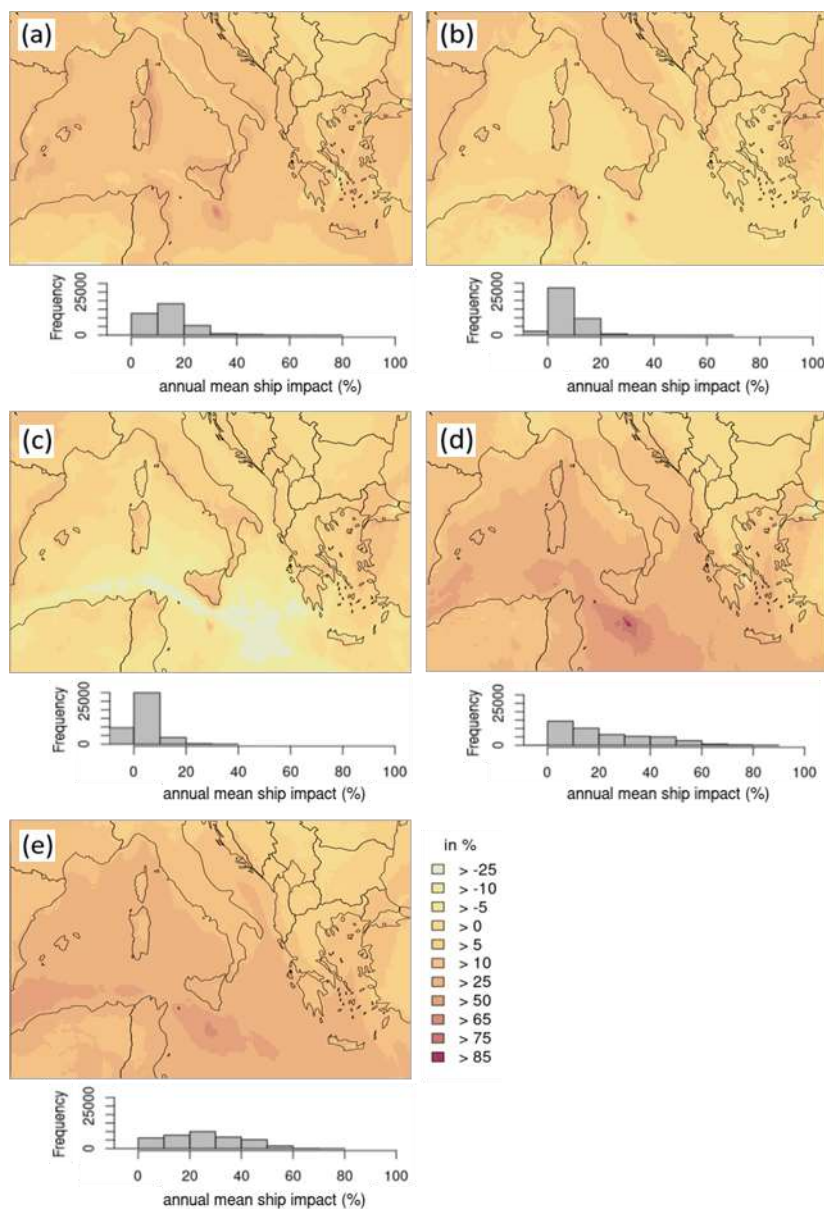 (a)
(b)
Frequency
25000
0
0 20 40 60 80 100
annual mean ship impact (%)
Frequency
25000
0
0 20 40 60 80 100
annual mean ship impact (%)
(c)
(d)
Frequency
25000
0
0 20 40 60 80 100
annual mean ship impact (%)
Frequency
25000
0
0 20 40 60 80 100
annual mean ship impact (%)
(e)
in %
> -25
> -10
> -5
> 0
> 5
> 10
> 25
> 50
> 65
> 75
> 85
Frequency
25000
0
0 20 40 60 80 100
annual mean ship impact (%)